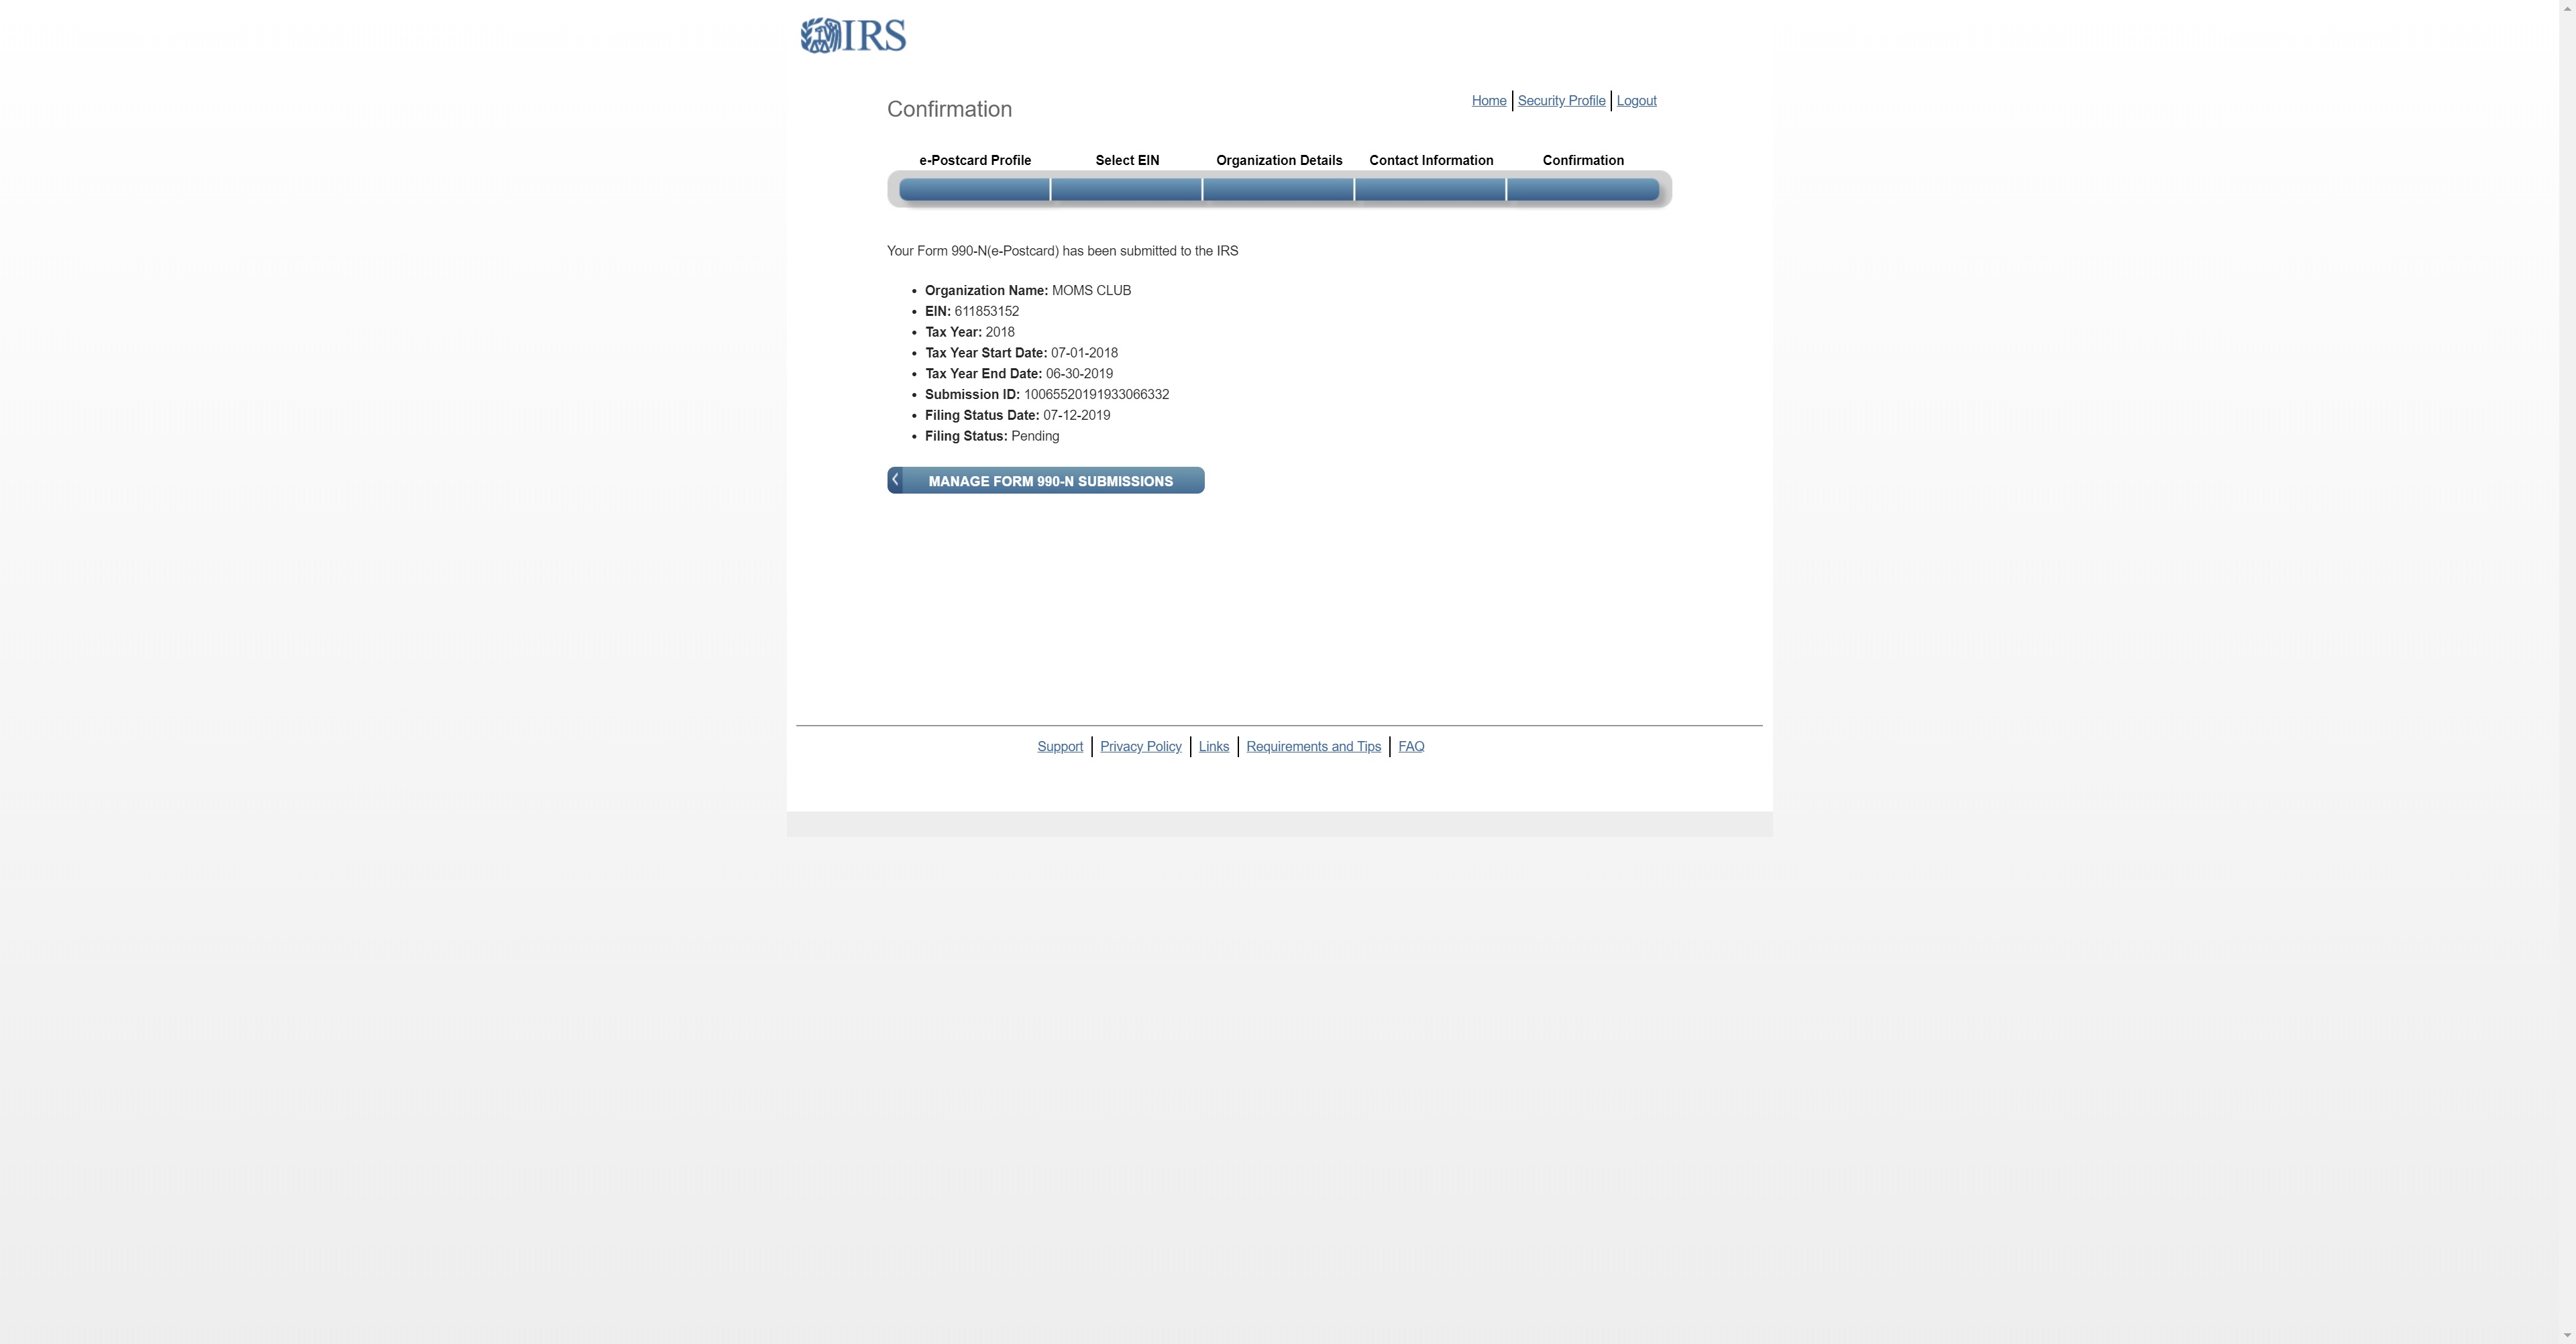 IRS
Home Security Profile Logout
Confirmation
e-Postcard Profile Select EIN Organization Details Contact Information Confirmation
Your Form 990-N(e-Postcard) has been submitted to the IRS
• Organization Name: MOMS CLUB
• EIN: 611853152
• Tax Year: 2018
• Tax Year Start Date: 07-01-2018
• Tax Year End Date: 06-30-2019
• Submission ID: 10065520191933066332
• Filing Status Date: 07-12-2019
• Filing Status: Pending
MANAGE FORM 990-N SUBMISSIONS
Support Privacy Policy Links Requirements and Tips FAQ